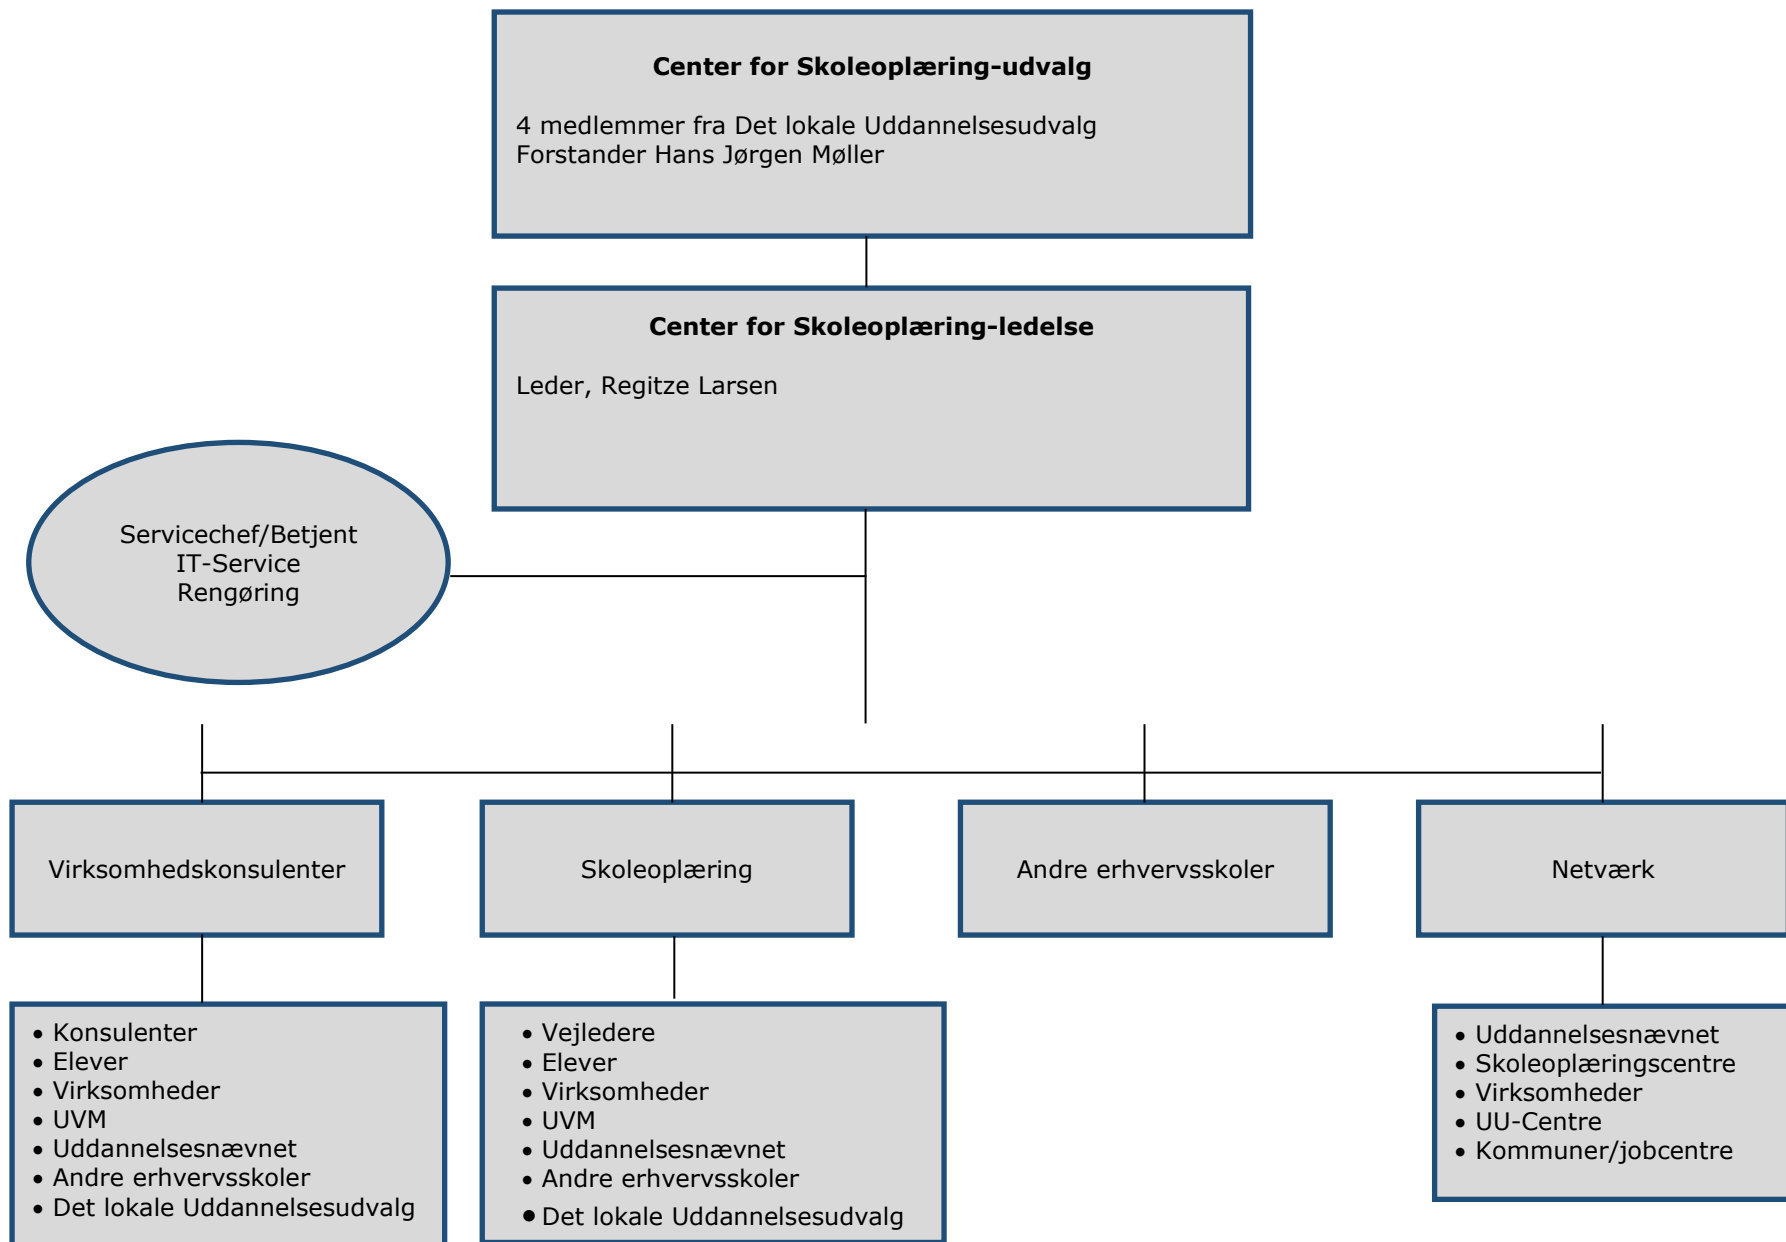 Center for Skoleoplæring-udvalg
4 medlemmer fra Det lokale Uddannelsesudvalg
Forstander Hans Jørgen Møller
Center for Skoleoplæring-ledelse
Leder, Regitze Larsen
Servicechef/Betjent
IT-Service
Rengøring
Virksomhedskonsulenter
Skoleoplæring
Andre erhvervsskoler
Netværk
• Konsulenter
• Elever
• Virksomheder
• UVM
• Uddannelsesnævnet
• Andre erhvervsskoler
• Det lokale Uddannelsesudvalg
• Vejledere
• Elever
• Virksomheder
• UVM
• Uddannelsesnævnet
• Andre erhvervsskoler
• Det lokale Uddannelsesudvalg
• Uddannelsesnævnet
• Skoleoplæringscentre
• Virksomheder
• UU-Centre
• Kommuner/jobcentre